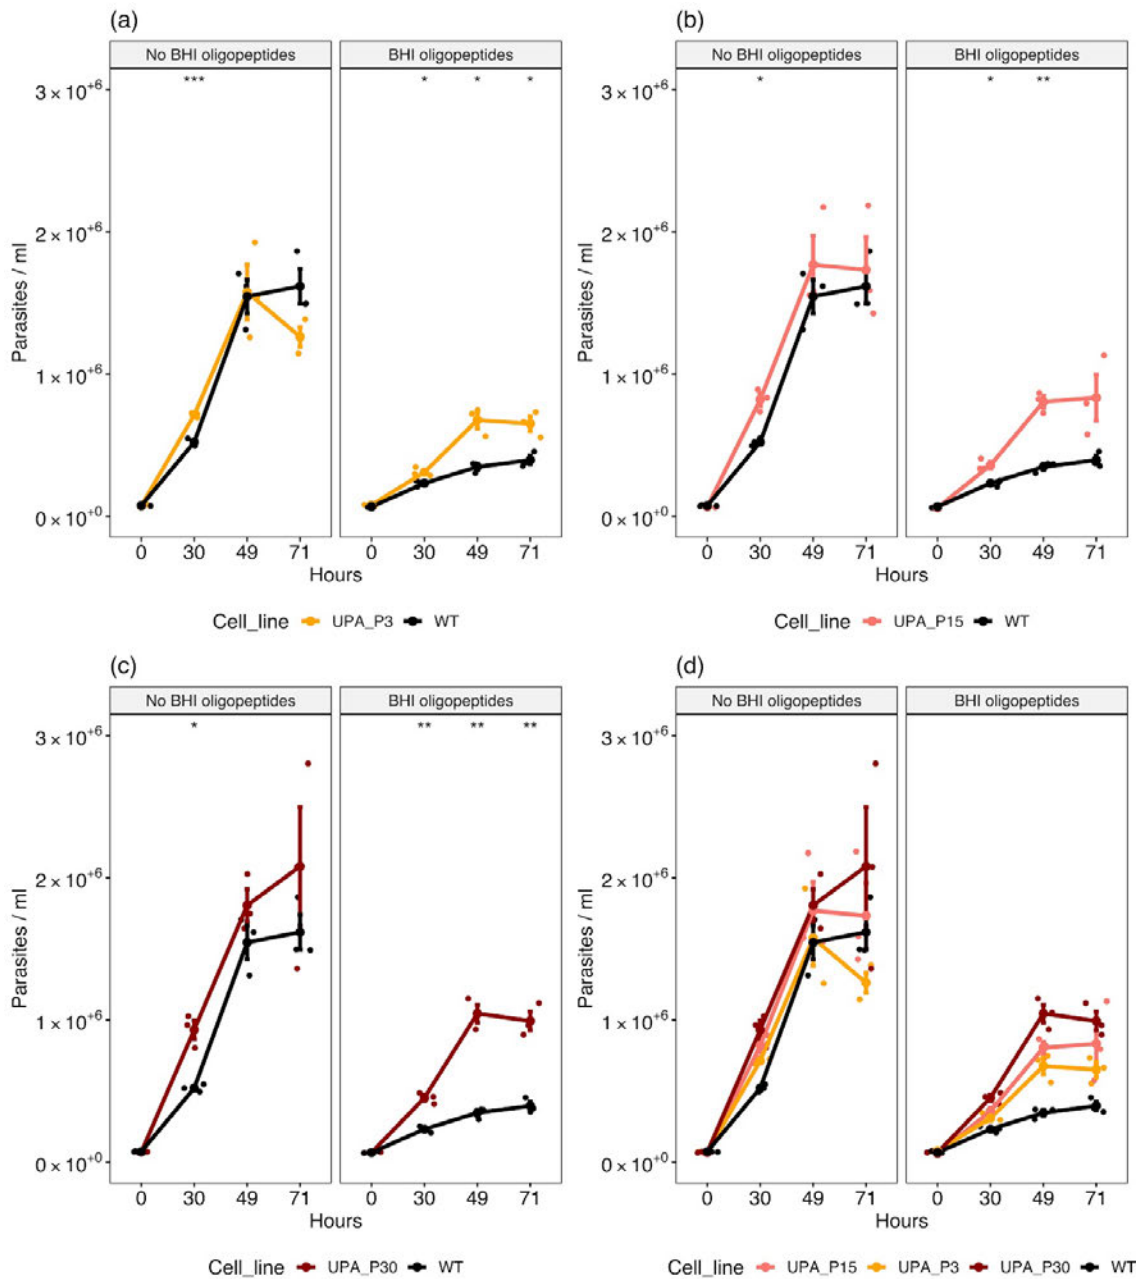 (a)
No BHI oligopeptides
BHI oligopeptides
*** * * *
3 × 10+6
2 × 10+6
1 × 10+6
0 × 10+0
Parasites / ml
0 30 49 71 0 30 49 71
Hours
Cell_line UPA_P3 WT
(b)
No BHI oligopeptides
BHI oligopeptides
* * **
3 × 10+6
2 × 10+6
1 × 10+6
0 × 10+0
Parasites / ml
0 30 49 71 0 30 49 71
Hours
Cell_line UPA_P15 WT
(c)
No BHI oligopeptides
BHI oligopeptides
* ** ** **
3 × 10+6
2 × 10+6
1 × 10+6
0 × 10+0
Parasites / ml
0 30 49 71 0 30 49 71
Hours
Cell_line UPA_P30 WT
(d)
No BHI oligopeptides
BHI oligopeptides
3 × 10+6
2 × 10+6
1 × 10+6
0 × 10+0
Parasites / ml
0 30 49 71 0 30 49 71
Hours
Cell_line UPA_P15 UPA_P3 UPA_P30 WT